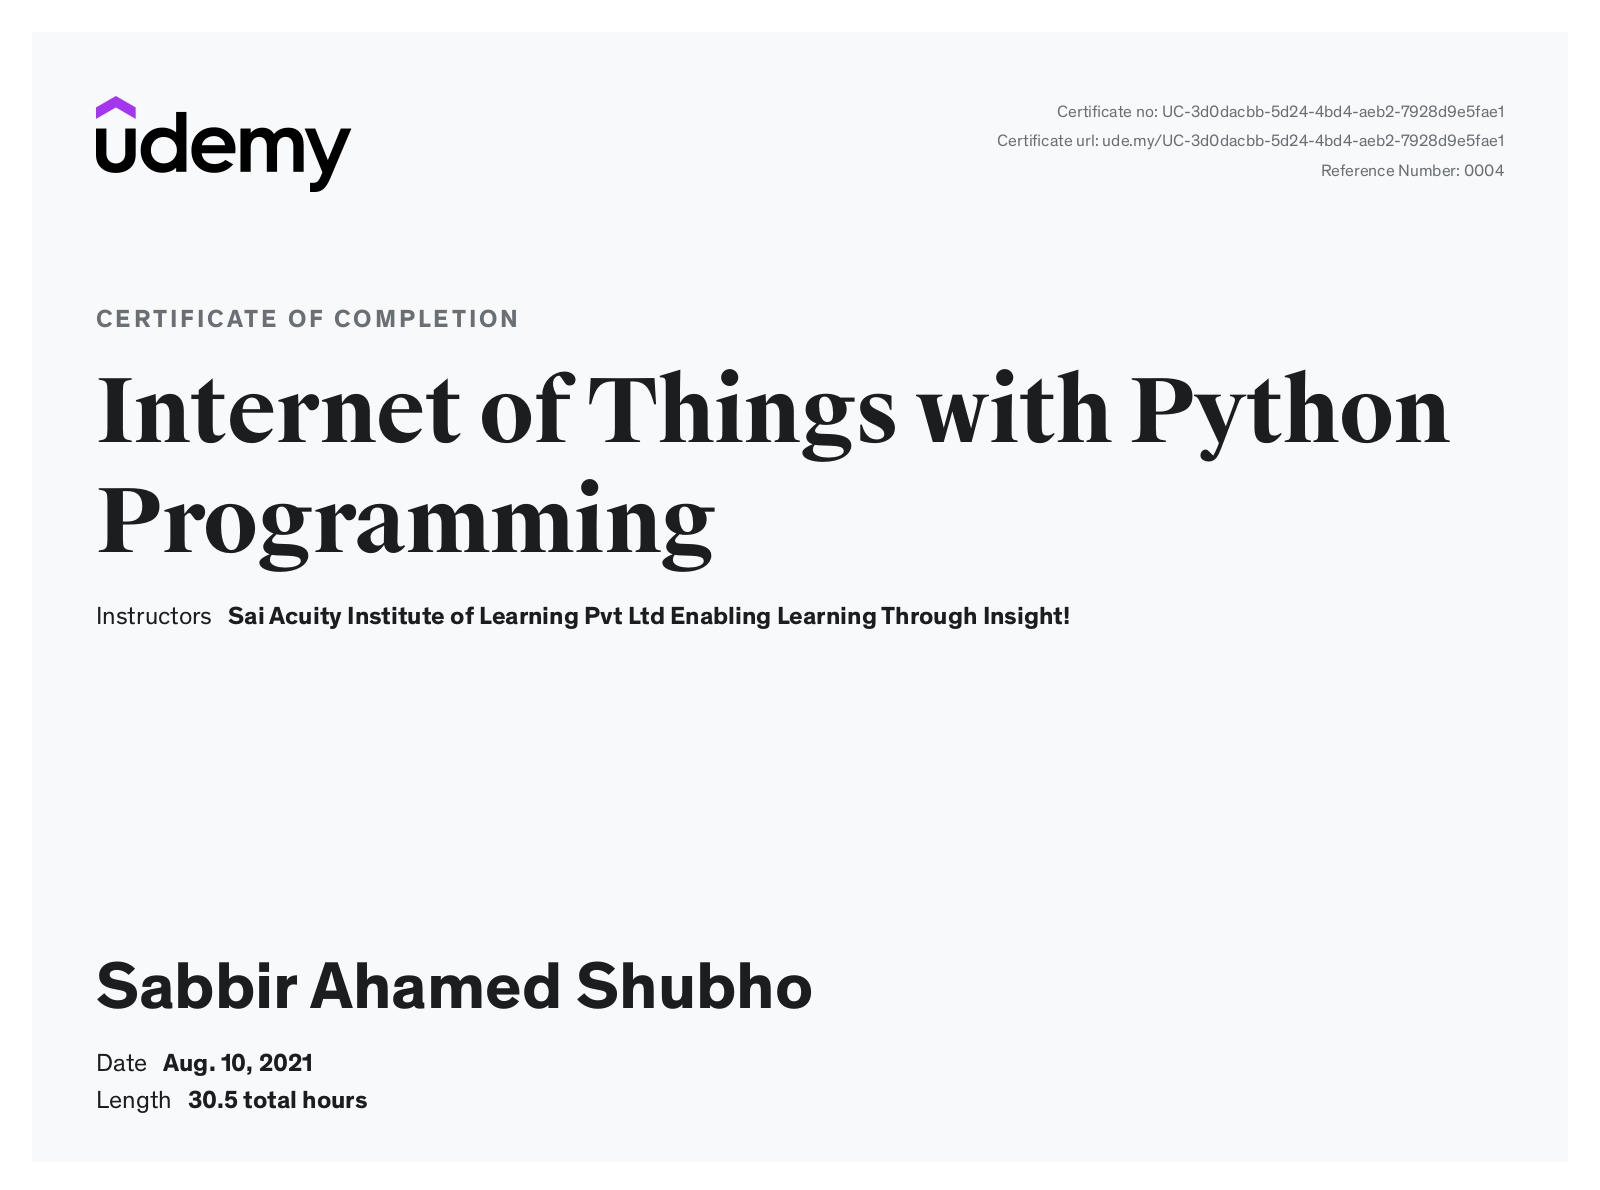 udemy
Certificate no: UC-3d0dacbb-5d24-4bd4-aeb2-7928d9e5fae1
Certificate url: ude.my/UC-3d0dacbb-5d24-4bd4-aeb2-7928d9e5fae1
Reference Number: 0004
CERTIFICATE OF COMPLETION
Internet of Things with Python
Programming
Instructors Sai Acuity Institute of Learning Pvt Ltd Enabling Learning Through Insight!
Sabbir Ahamed Shubho
Date Aug. 10, 2021
Length 30.5 total hours